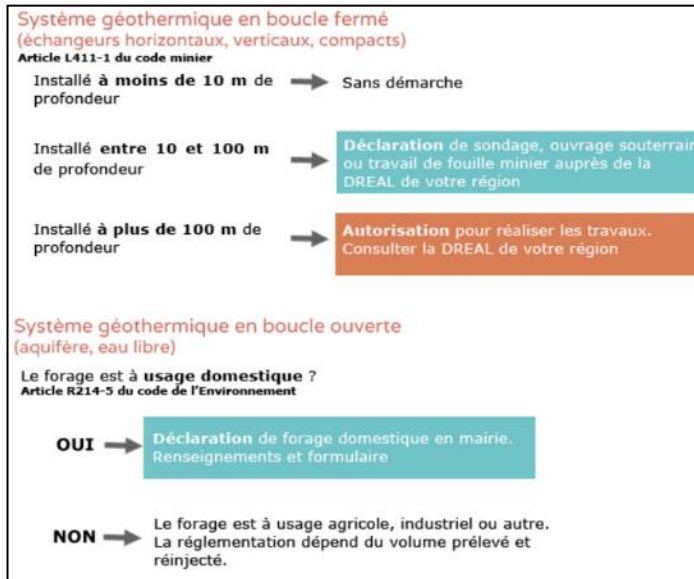 Système géothermique en boucle fermé
(échangeurs horizontaux, verticaux, compacts)
Article L411-1 du code minier
Installé à moins de 10 m de
profondeur
Sans démarche
Installé entre 10 et 100 m
de profondeur
Déclaration de sondage, ouvrage souterrain
ou travail de fouille minier auprès de la
DREAL de votre région
Installé à plus de 100 m de
profondeur
Autorisation pour réaliser les travaux.
Consulter la DREAL de votre région
Système géothermique en boucle ouverte
(aquifère, eau libre)
Le forage est à usage domestique ?
Article R214-5 du code de l'Environnement
OUI
Déclaration de forage domestique en mairie.
Renseignements et formulaire
NON
Le forage est à usage agricole, industriel ou autre.
La réglementation dépend du volume prélevé et
réinjecté.